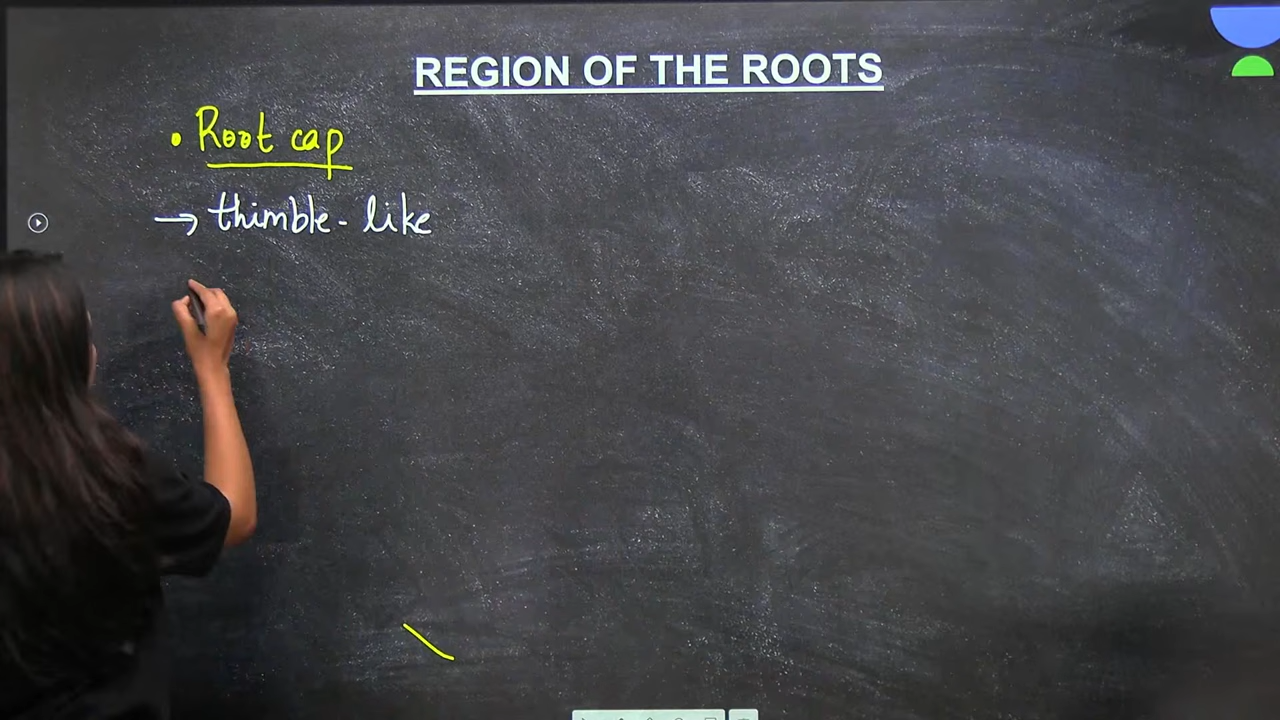 REGION OF THE ROOTS
• Root cap
→ thimble-like